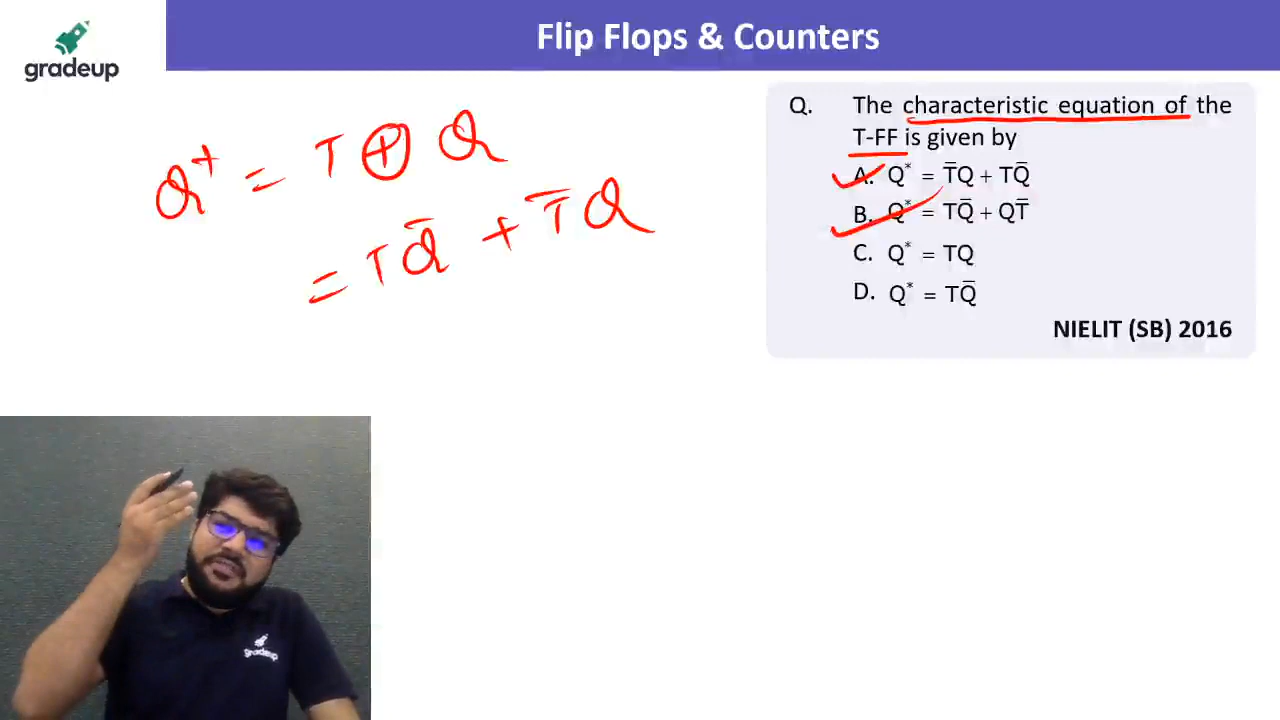 gradeup
Flip Flops & Counters
Q⁺ = T ⊕ Q
= TQ̄ + T̄Q
Q. The characteristic equation of the
T-FF is given by
A. Q* = T̄Q + TQ̄
B. Q* = TQ̄ + QT̄
C. Q* = TQ
D. Q* = TQ̄
NIELIT (SB) 2016
gradeup